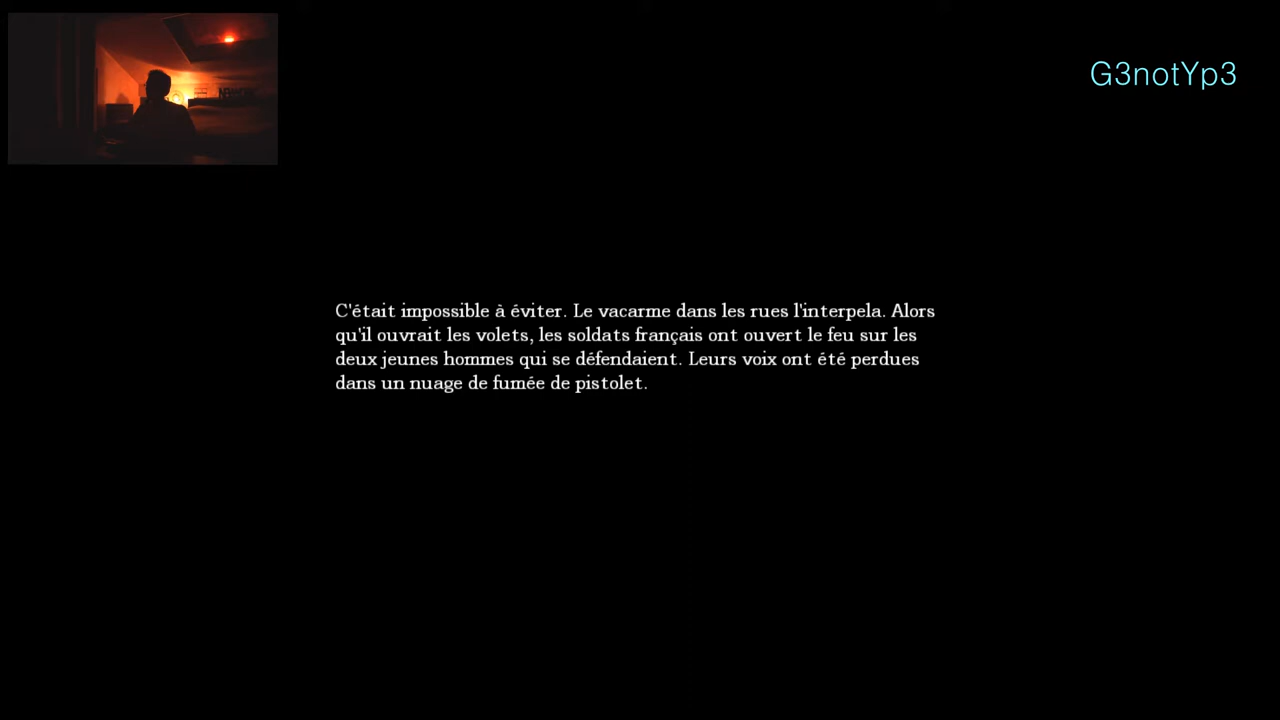 G3notYp3
C'était impossible à éviter. Le vacarme dans les rues l'interpela. Alors
qu'il ouvrait les volets, les soldats français ont ouvert le feu sur les
deux jeunes hommes qui se défendaient. Leurs voix ont été perdues
dans un nuage de fumée de pistolet.